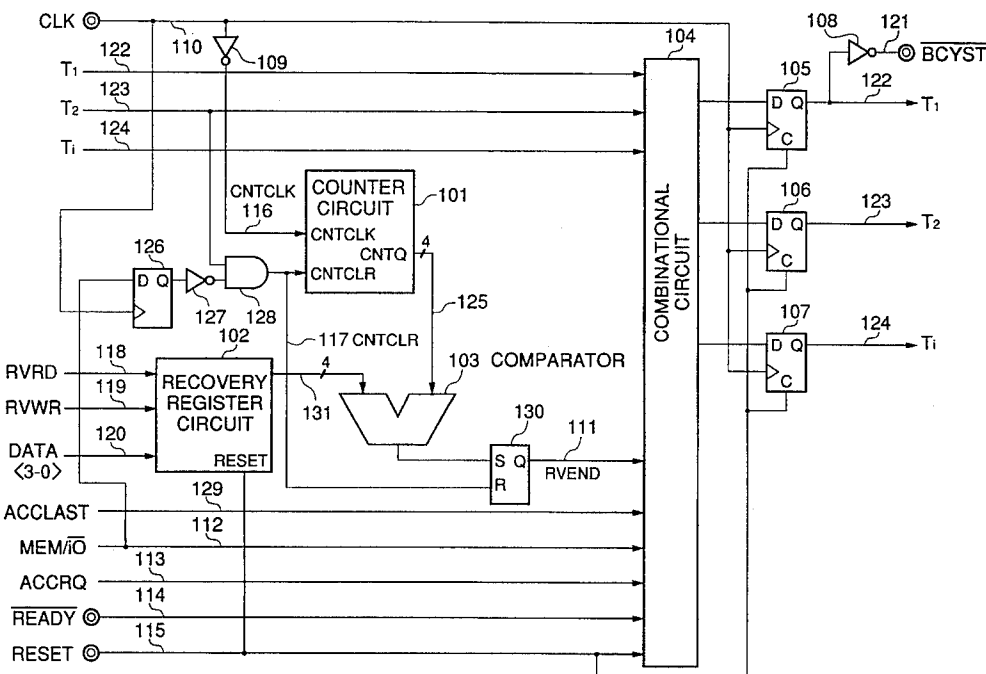 CLK
110
108
121
BCYST
109
104
T1
122
105
D Q
C
122
T1
T2
123
Ti
124
COUNTER
CIRCUIT
101
CNTCLK
116
CNTCLK
CNTQ
4
CNTCLR
COMBINATIONAL
CIRCUIT
106
D Q
C
123
T2
126
D Q
127
128
125
117 CNTCLR
107
D Q
C
124
Ti
102
RVRD
118
RECOVERY
REGISTER
CIRCUIT
RESET
4
131
103 COMPARATOR
RVWR
119
DATA
<3-0>
120
130
S Q
R
111
RVEND
ACCLAST
129
MEM/iO
112
ACCRQ
113
READY
114
RESET
115